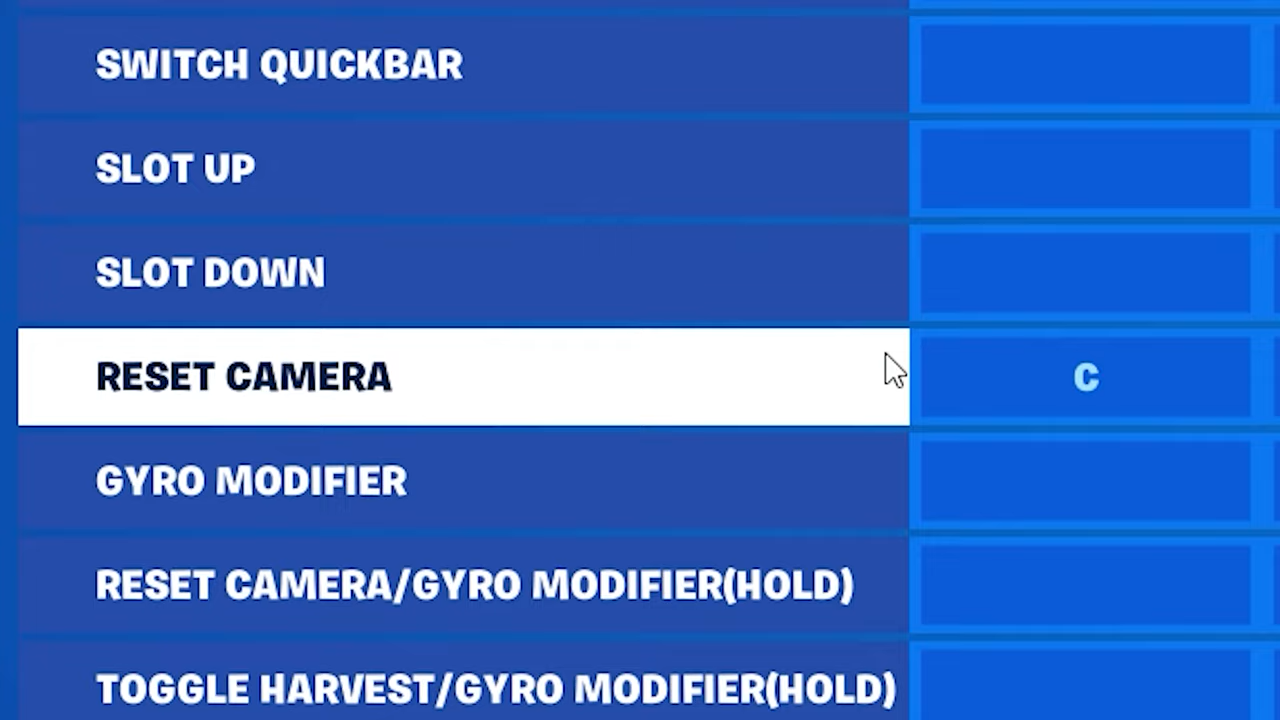 SWITCH QUICKBAR
SLOT UP
SLOT DOWN
RESET CAMERA C
GYRO MODIFIER
RESET CAMERA/GYRO MODIFIER(HOLD)
TOGGLE HARVEST/GYRO MODIFIER(HOLD)